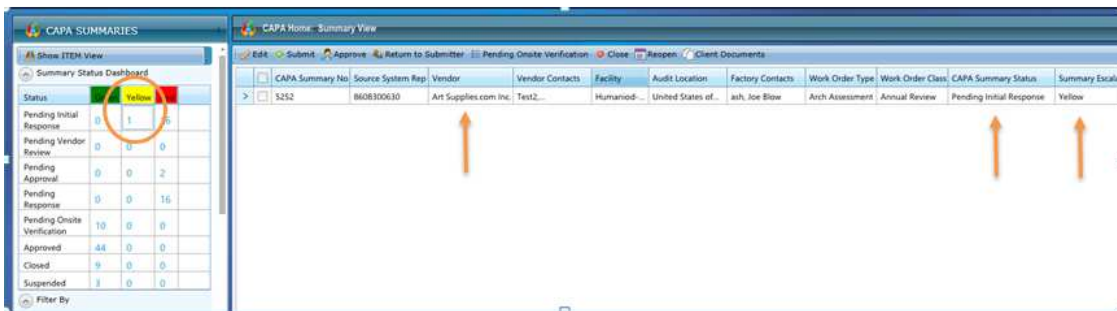 CAPA SUMMARIES
Show ITEM View
Summary Status Dashboard
Status Yellow
Pending Initial Response 0 1
Pending Vendor Review 0 0 0
Pending Approval 0 0 2
Pending Response 0 0 16
Pending Onsite Verification 10 0 0
Approved 44 0 0
Closed 9 0 0
Suspended 3 0 0
Filter By
CAPA Home: Summary View
Edit Submit Approve Return to Submitter Pending Onsite Verification Close Reopen Client Documents
CAPA Summary No Source System Rep Vendor Vendor Contacts Facility Audit Location Factory Contacts Work Order Type Work Order Class CAPA Summary Status Summary Escala
> 5252 8608300630 Art Supplies.com Inc. Test2,... Humaniod-... United States of... ash, Joe Blow Arch Assessment Annual Review Pending Initial Response Yellow